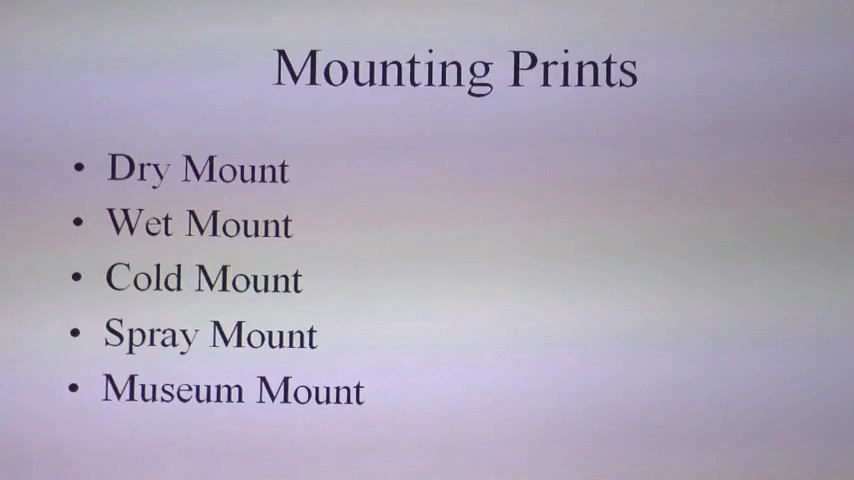 Mounting Prints
• Dry Mount
• Wet Mount
• Cold Mount
• Spray Mount
• Museum Mount